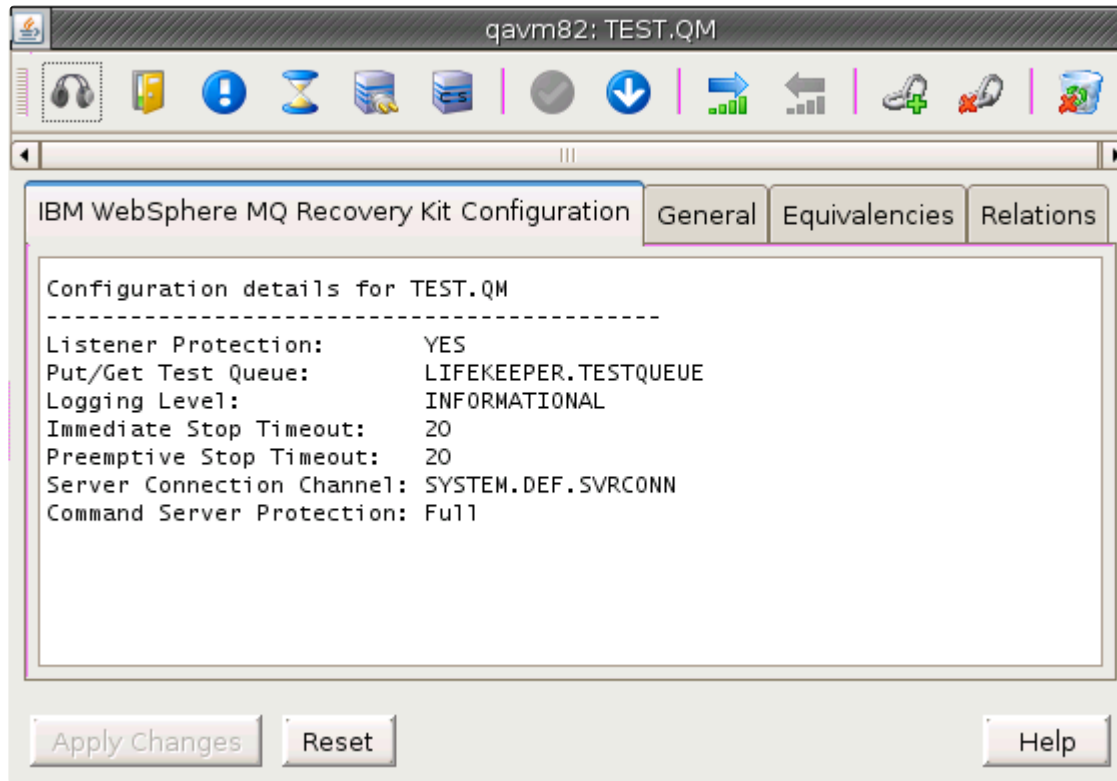 qavm82: TEST.QM
CS
IBM WebSphere MQ Recovery Kit Configuration General Equivalencies Relations
Configuration details for TEST.QM
--------------------------------------------
Listener Protection: YES
Put/Get Test Queue: LIFEKEEPER.TESTQUEUE
Logging Level: INFORMATIONAL
Immediate Stop Timeout: 20
Preemptive Stop Timeout: 20
Server Connection Channel: SYSTEM.DEF.SVRCONN
Command Server Protection: Full
Apply Changes Reset Help